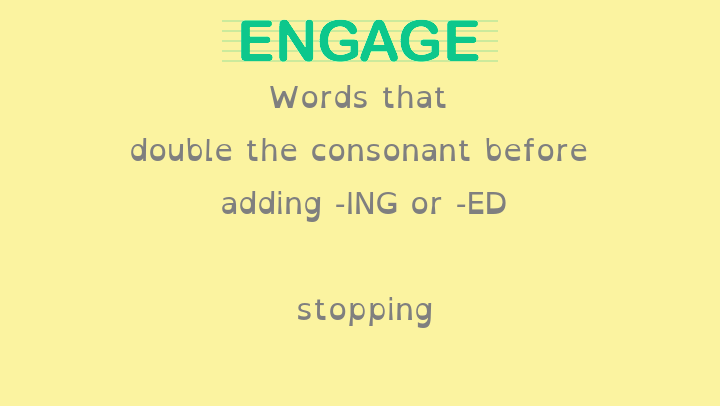 ENGAGE
Words that
double the consonant before
adding -ING or -ED
stopping